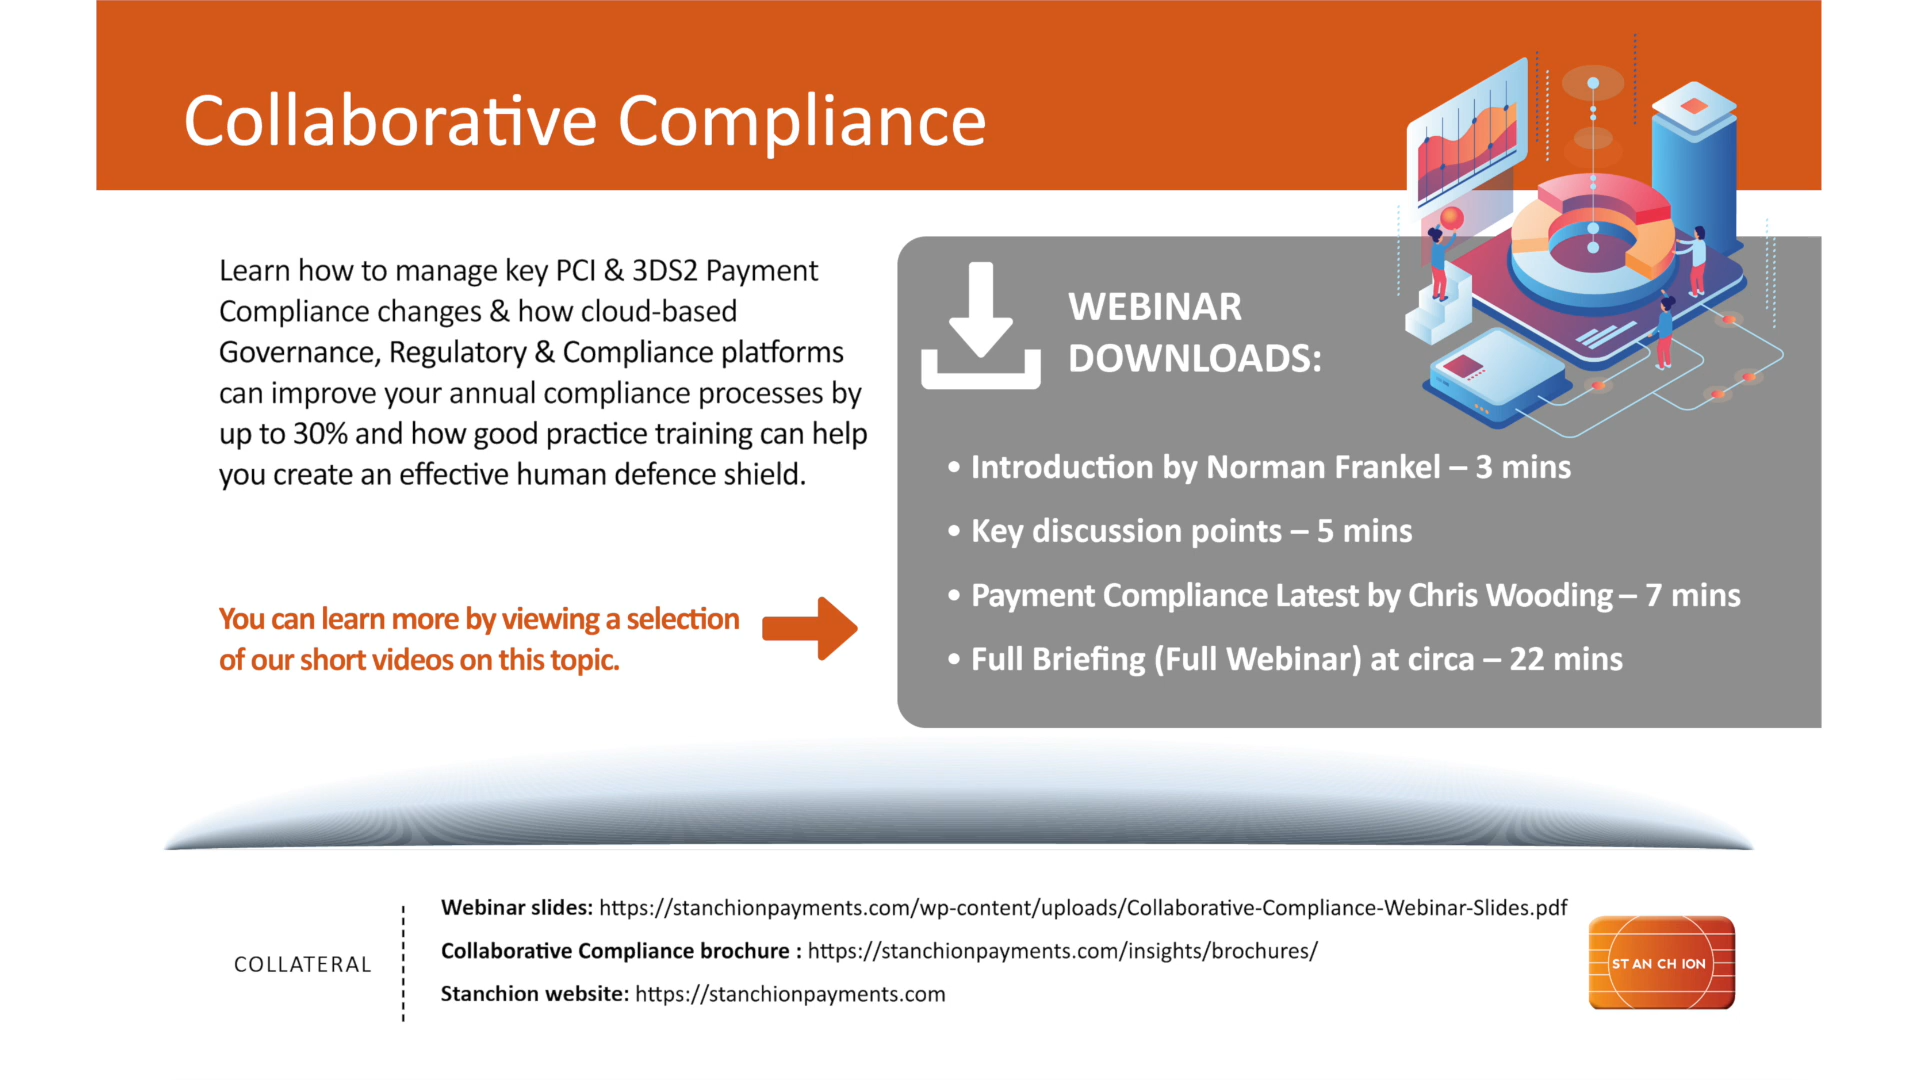 Collaborative Compliance
Learn how to manage key PCI & 3DS2 Payment
Compliance changes & how cloud-based
Governance, Regulatory & Compliance platforms
can improve your annual compliance processes by
up to 30% and how good practice training can help
you create an effective human defence shield.
You can learn more by viewing a selection
of our short videos on this topic.
WEBINAR
DOWNLOADS:
• Introduction by Norman Frankel – 3 mins
• Key discussion points – 5 mins
• Payment Compliance Latest by Chris Wooding – 7 mins
• Full Briefing (Full Webinar) at circa – 22 mins
COLLATERAL
Webinar slides: https://stanchionpayments.com/wp-content/uploads/Collaborative-Compliance-Webinar-Slides.pdf
Collaborative Compliance brochure : https://stanchionpayments.com/insights/brochures/
Stanchion website: https://stanchionpayments.com
ST AN CH ION